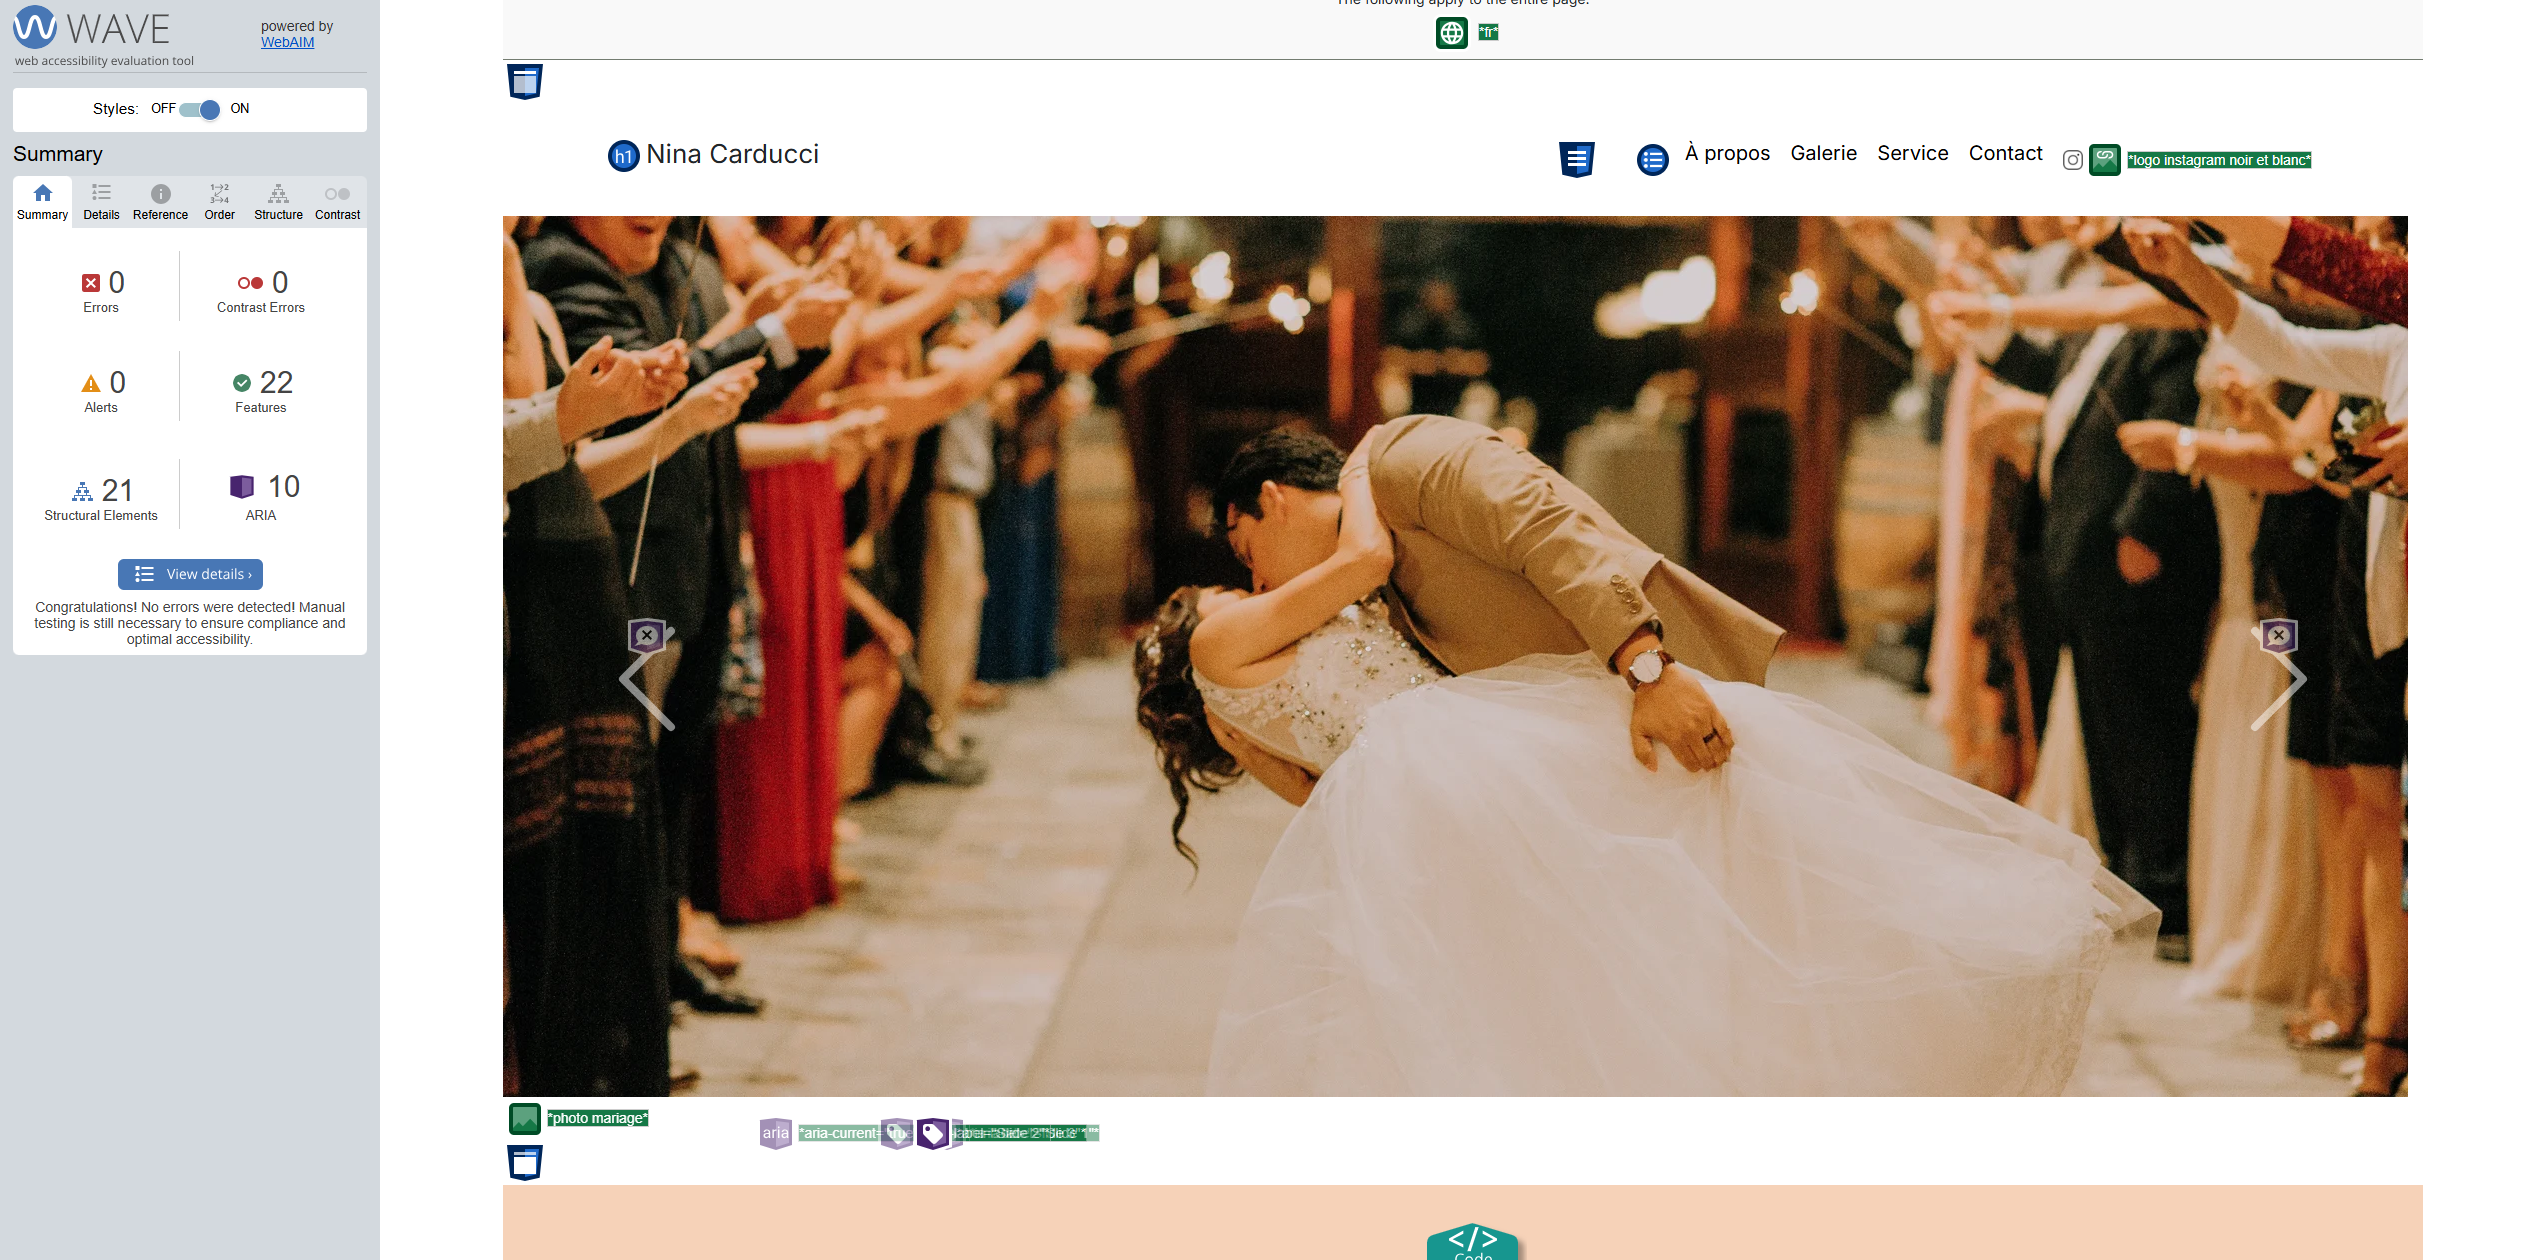 WAVE
powered by
WebAIM
web accessibility evaluation tool
Styles: OFF ON
Summary
Summary Details Reference Order Structure Contrast
0 Errors
0 Contrast Errors
0 Alerts
22 Features
21 Structural Elements
10 ARIA
View details ›
Congratulations! No errors were detected! Manual
testing is still necessary to ensure compliance and
optimal accessibility.
The following apply to the entire page:
*fr*
h1 Nina Carducci
À propos Galerie Service Contact *logo instagram noir et blanc*
*photo mariage*
aria *aria-current=
Code